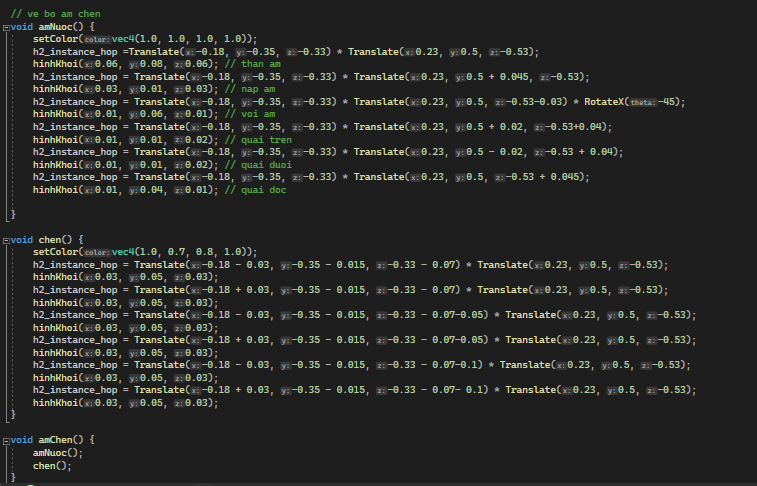 // ve bo am chen
void amNuoc() {
setColor(color:vec4(1.0, 1.0, 1.0, 1.0));
h2_instance_hop =Translate(x:-0.18, y:-0.35, z:-0.33) * Translate(x:0.23, y:0.5, z:-0.53);
hinhKhoi(x:0.06, y:0.08, z:0.06); // than am
h2_instance_hop = Translate(x:-0.18, y:-0.35, z:-0.33) * Translate(x:0.23, y:0.5 + 0.045, z:-0.53);
hinhKhoi(x:0.03, y:0.01, z:0.03); // nap am
h2_instance_hop = Translate(x:-0.18, y:-0.35, z:-0.33) * Translate(x:0.23, y:0.5, z:-0.53-0.03) * RotateX(theta:-45);
hinhKhoi(x:0.01, y:0.06, z:0.01); // voi am
h2_instance_hop = Translate(x:-0.18, y:-0.35, z:-0.33) * Translate(x:0.23, y:0.5 + 0.02, z:-0.53+0.04);
hinhKhoi(x:0.01, y:0.01, z:0.02); // quai tren
h2_instance_hop = Translate(x:-0.18, y:-0.35, z:-0.33) * Translate(x:0.23, y:0.5 - 0.02, z:-0.53 + 0.04);
hinhKhoi(x:0.01, y:0.01, z:0.02); // quai duoi
h2_instance_hop = Translate(x:-0.18, y:-0.35, z:-0.33) * Translate(x:0.23, y:0.5, z:-0.53 + 0.045);
hinhKhoi(x:0.01, y:0.04, z:0.01); // quai doc
}
void chen() {
setColor(color:vec4(1.0, 0.7, 0.8, 1.0));
h2_instance_hop = Translate(x:-0.18 - 0.03, y:-0.35 - 0.015, z:-0.33 - 0.07) * Translate(x:0.23, y:0.5, z:-0.53);
hinhKhoi(x:0.03, y:0.05, z:0.03);
h2_instance_hop = Translate(x:-0.18 + 0.03, y:-0.35 - 0.015, z:-0.33 - 0.07) * Translate(x:0.23, y:0.5, z:-0.53);
hinhKhoi(x:0.03, y:0.05, z:0.03);
h2_instance_hop = Translate(x:-0.18 - 0.03, y:-0.35 - 0.015, z:-0.33 - 0.07-0.05) * Translate(x:0.23, y:0.5, z:-0.53);
hinhKhoi(x:0.03, y:0.05, z:0.03);
h2_instance_hop = Translate(x:-0.18 + 0.03, y:-0.35 - 0.015, z:-0.33 - 0.07-0.05) * Translate(x:0.23, y:0.5, z:-0.53);
hinhKhoi(x:0.03, y:0.05, z:0.03);
h2_instance_hop = Translate(x:-0.18 - 0.03, y:-0.35 - 0.015, z:-0.33 - 0.07-0.1) * Translate(x:0.23, y:0.5, z:-0.53);
hinhKhoi(x:0.03, y:0.05, z:0.03);
h2_instance_hop = Translate(x:-0.18 + 0.03, y:-0.35 - 0.015, z:-0.33 - 0.07- 0.1) * Translate(x:0.23, y:0.5, z:-0.53);
hinhKhoi(x:0.03, y:0.05, z:0.03);
}
void amChen() {
amNuoc();
chen();
}